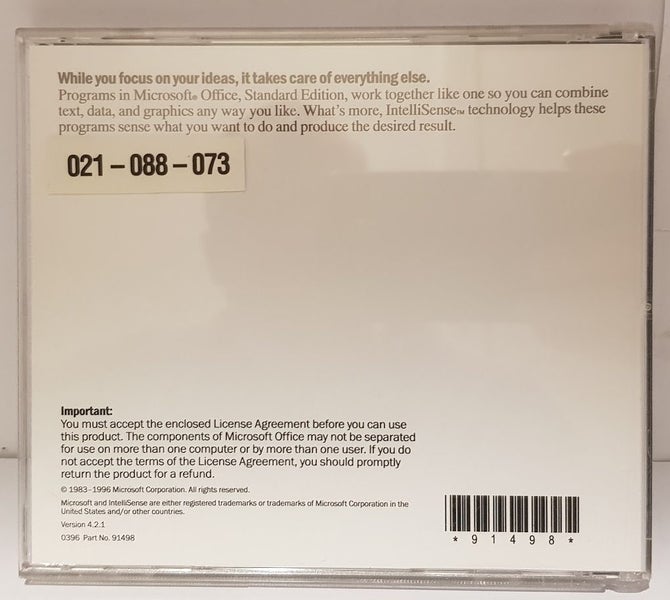 While you focus on your ideas, it takes care of everything else.
Programs in Microsoft® Office, Standard Edition, work together like one so you can combine
text, data, and graphics any way you like. What's more, IntelliSense™ technology helps these
programs sense what you want to do and produce the desired result.
021–088–073
Important:
You must accept the enclosed License Agreement before you can use
this product. The components of Microsoft Office may not be separated
for use on more than one computer or by more than one user. If you do
not accept the terms of the License Agreement, you should promptly
return the product for a refund.
© 1983–1996 Microsoft Corporation. All rights reserved.
Microsoft and IntelliSense are either registered trademarks or trademarks of Microsoft Corporation in the
United States and/or other countries.
Version 4.2.1
0396 Part No. 91498
*91498*